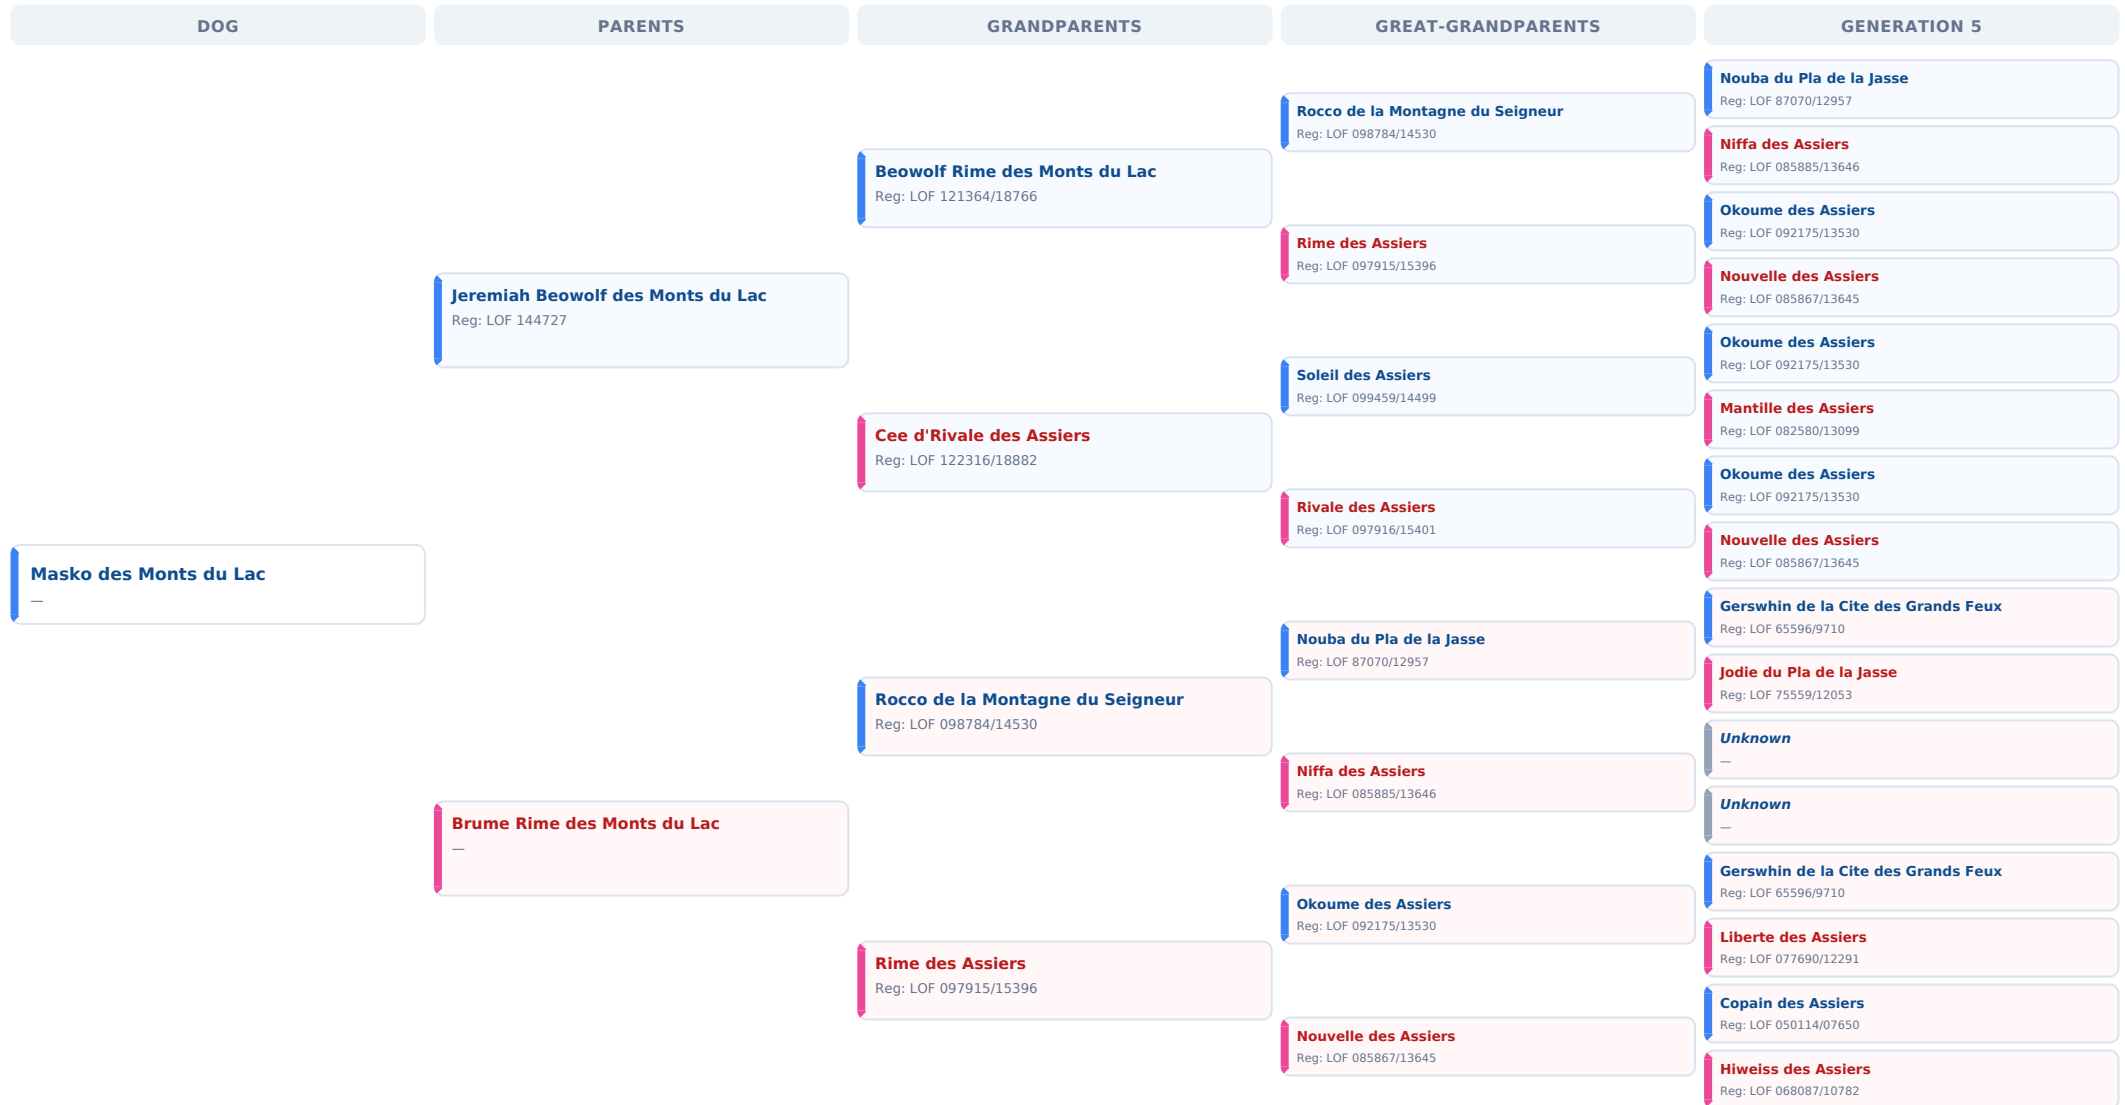 DOG
PARENTS
GRANDPARENTS
GREAT-GRANDPARENTS
GENERATION 5
Masko des Monts du Lac
—
Jeremiah Beowolf des Monts du Lac
Reg: LOF 144727
Brume Rime des Monts du Lac
—
Beowolf Rime des Monts du Lac
Reg: LOF 121364/18766
Cee d'Rivale des Assiers
Reg: LOF 122316/18882
Rocco de la Montagne du Seigneur
Reg: LOF 098784/14530
Rime des Assiers
Reg: LOF 097915/15396
Rocco de la Montagne du Seigneur
Reg: LOF 098784/14530
Rime des Assiers
Reg: LOF 097915/15396
Soleil des Assiers
Reg: LOF 099459/14499
Rivale des Assiers
Reg: LOF 097916/15401
Nouba du Pla de la Jasse
Reg: LOF 87070/12957
Niffa des Assiers
Reg: LOF 085885/13646
Okoume des Assiers
Reg: LOF 092175/13530
Nouvelle des Assiers
Reg: LOF 085867/13645
Nouba du Pla de la Jasse
Reg: LOF 87070/12957
Niffa des Assiers
Reg: LOF 085885/13646
Okoume des Assiers
Reg: LOF 092175/13530
Nouvelle des Assiers
Reg: LOF 085867/13645
Okoume des Assiers
Reg: LOF 092175/13530
Mantille des Assiers
Reg: LOF 082580/13099
Okoume des Assiers
Reg: LOF 092175/13530
Nouvelle des Assiers
Reg: LOF 085867/13645
Gerswhin de la Cite des Grands Feux
Reg: LOF 65596/9710
Jodie du Pla de la Jasse
Reg: LOF 75559/12053
Unknown
—
Unknown
—
Gerswhin de la Cite des Grands Feux
Reg: LOF 65596/9710
Liberte des Assiers
Reg: LOF 077690/12291
Copain des Assiers
Reg: LOF 050114/07650
Hiweiss des Assiers
Reg: LOF 068087/10782